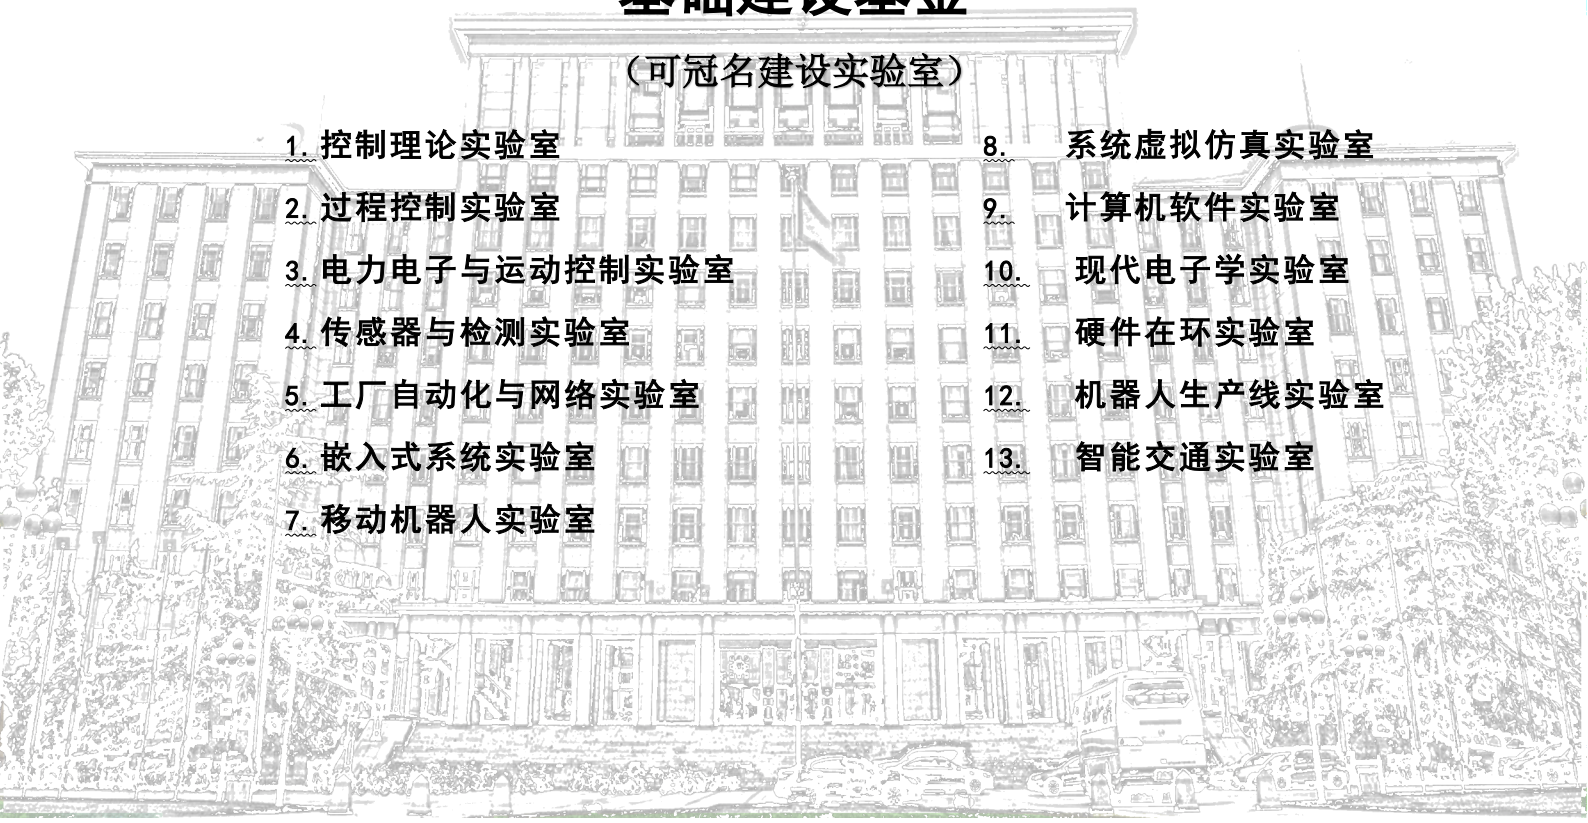 基础建设基金
（可冠名建设实验室）
1. 控制理论实验室
2. 过程控制实验室
3. 电力电子与运动控制实验室
4. 传感器与检测实验室
5. 工厂自动化与网络实验室
6. 嵌入式系统实验室
7. 移动机器人实验室
8. 系统虚拟仿真实验室
9. 计算机软件实验室
10. 现代电子学实验室
11. 硬件在环实验室
12. 机器人生产线实验室
13. 智能交通实验室